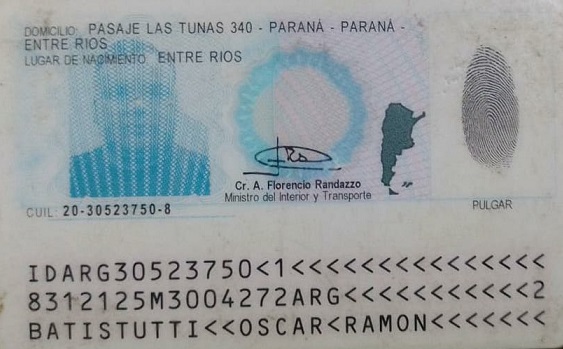 DOMICILIO: PASAJE LAS TUNAS 340 - PARANÁ - PARANÁ -
ENTRE RIOS
LUGAR DE NACIMIENTO ENTRE RIOS
Cr. A. Florencio Randazzo
Ministro del Interior y Transporte
CUIL: 20-30523750-8
PULGAR
IDARG30523750<1<<<<<<<<<<<<<<<
8312125M3004272ARG<<<<<<<<<<<2
BATISTUTTI<<OSCAR<RAMON<<<<<<<